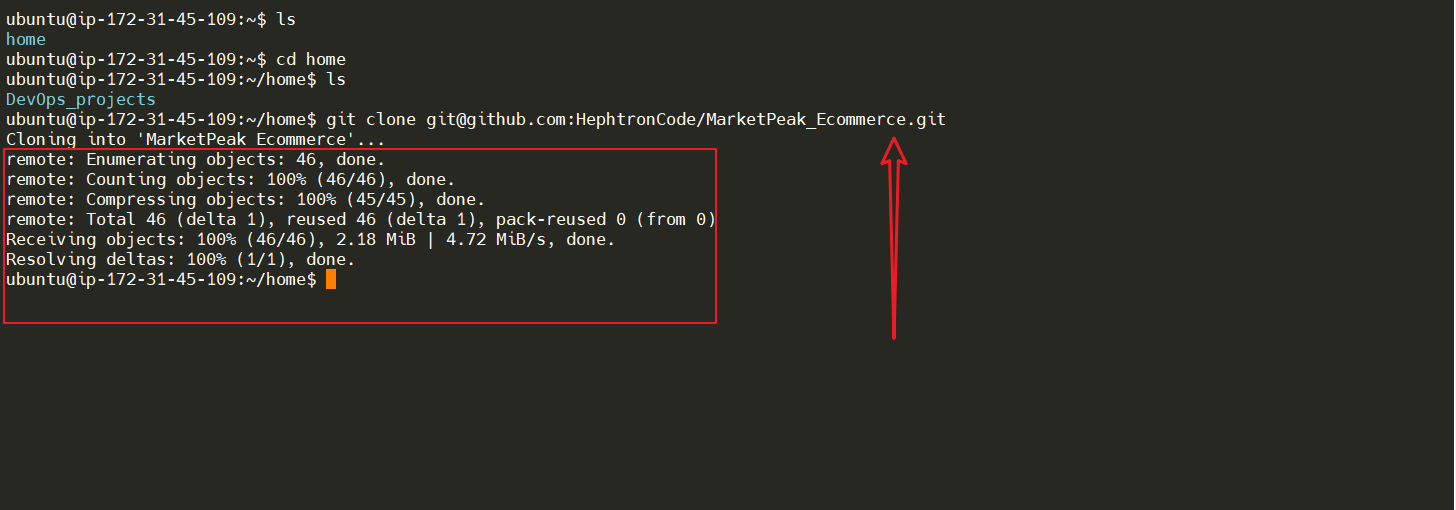 ubuntu@ip-172-31-45-109:~$ ls
home
ubuntu@ip-172-31-45-109:~$ cd home
ubuntu@ip-172-31-45-109:~/home$ ls
DevOps_projects
ubuntu@ip-172-31-45-109:~/home$ git clone git@github.com:HephtronCode/MarketPeak_Ecommerce.git
Cloning into 'MarketPeak Ecommerce'...
remote: Enumerating objects: 46, done.
remote: Counting objects: 100% (46/46), done.
remote: Compressing objects: 100% (45/45), done.
remote: Total 46 (delta 1), reused 46 (delta 1), pack-reused 0 (from 0)
Receiving objects: 100% (46/46), 2.18 MiB | 4.72 MiB/s, done.
Resolving deltas: 100% (1/1), done.
ubuntu@ip-172-31-45-109:~/home$